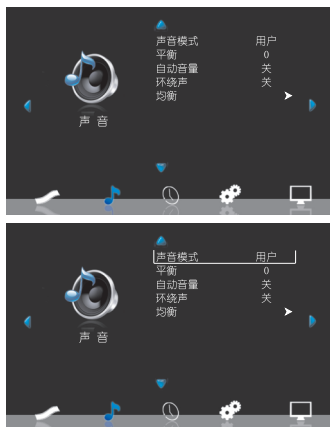 声音模式 用户
平衡 0
自动音量 关
环绕声 关
均衡
声音
声音模式 用户
平衡 0
自动音量 关
环绕声 关
均衡
声音